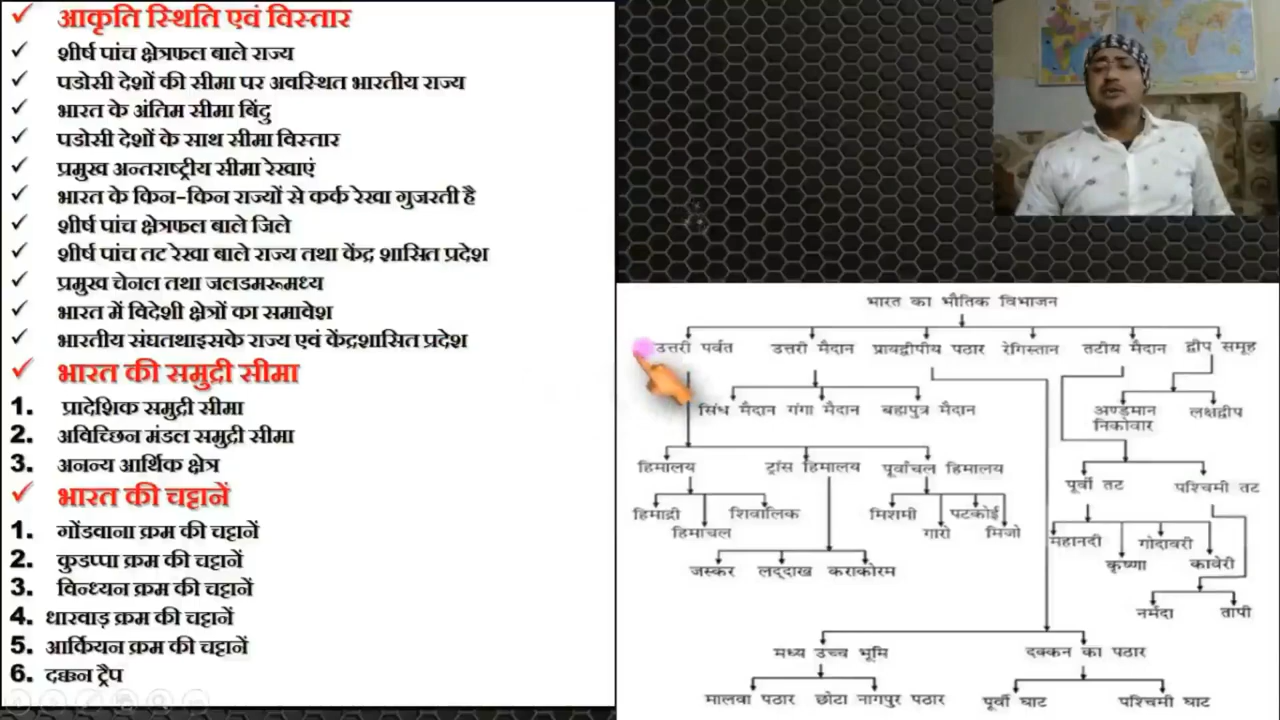 आकृति स्थिति एवं विस्तार
शीर्ष पांच क्षेत्रफल बाले राज्य
पडोसी देशों की सीमा पर अवस्थित भारतीय राज्य
भारत के अंतिम सीमा बिंदु
पडोसी देशों के साथ सीमा विस्तार
प्रमुख अन्तराष्ट्रीय सीमा रेखाएं
भारत के किन-किन राज्यों से कर्क रेखा गुजरती है
शीर्ष पांच क्षेत्रफल बाले जिले
शीर्ष पांच तट रेखा बाले राज्य तथा केंद्र शासित प्रदेश
प्रमुख चेनल तथा जलडमरूमध्य
भारत में विदेशी क्षेत्रों का समावेश
भारतीय संघतथाइसके राज्य एवं केंद्रशासित प्रदेश
भारत की समुद्री सीमा
1. प्रादेशिक समुद्री सीमा
2. अविच्छिन मंडल समुद्री सीमा
3. अनन्य आर्थिक क्षेत्र
भारत की चट्टानें
1. गोंडवाना क्रम की चट्टानें
2. कुडप्पा क्रम की चट्टानें
3. विन्ध्यन क्रम की चट्टानें
4. धारवाड़ क्रम की चट्टानें
5. आर्कियन क्रम की चट्टानें
6. दक्कन ट्रैप
भारत का भौतिक विभाजन
उत्तरी पर्वत उत्तरी मैदान प्रायद्वीपीय पठार रेगिस्तान तटीय मैदान द्वीप समूह
सिंध मैदान गंगा मैदान बह्मपुत्र मैदान
अण्डमान निकोवार लक्षद्वीप
हिमालय ट्रांस हिमालय पूर्वांचल हिमालय
पूर्वी तट पश्चिमी तट
हिमाद्री शिवालिक मिशमी पटकोई
हिमाचल गारो मिजो
महानदी गोदावरी
कृष्णा कावेरी
जस्कर लद्दाख कराकोरम
नर्मदा तापी
मध्य उच्च भूमि दक्कन का पठार
मालवा पठार छोटा नागपुर पठार पूर्वी घाट पश्चिमी घाट